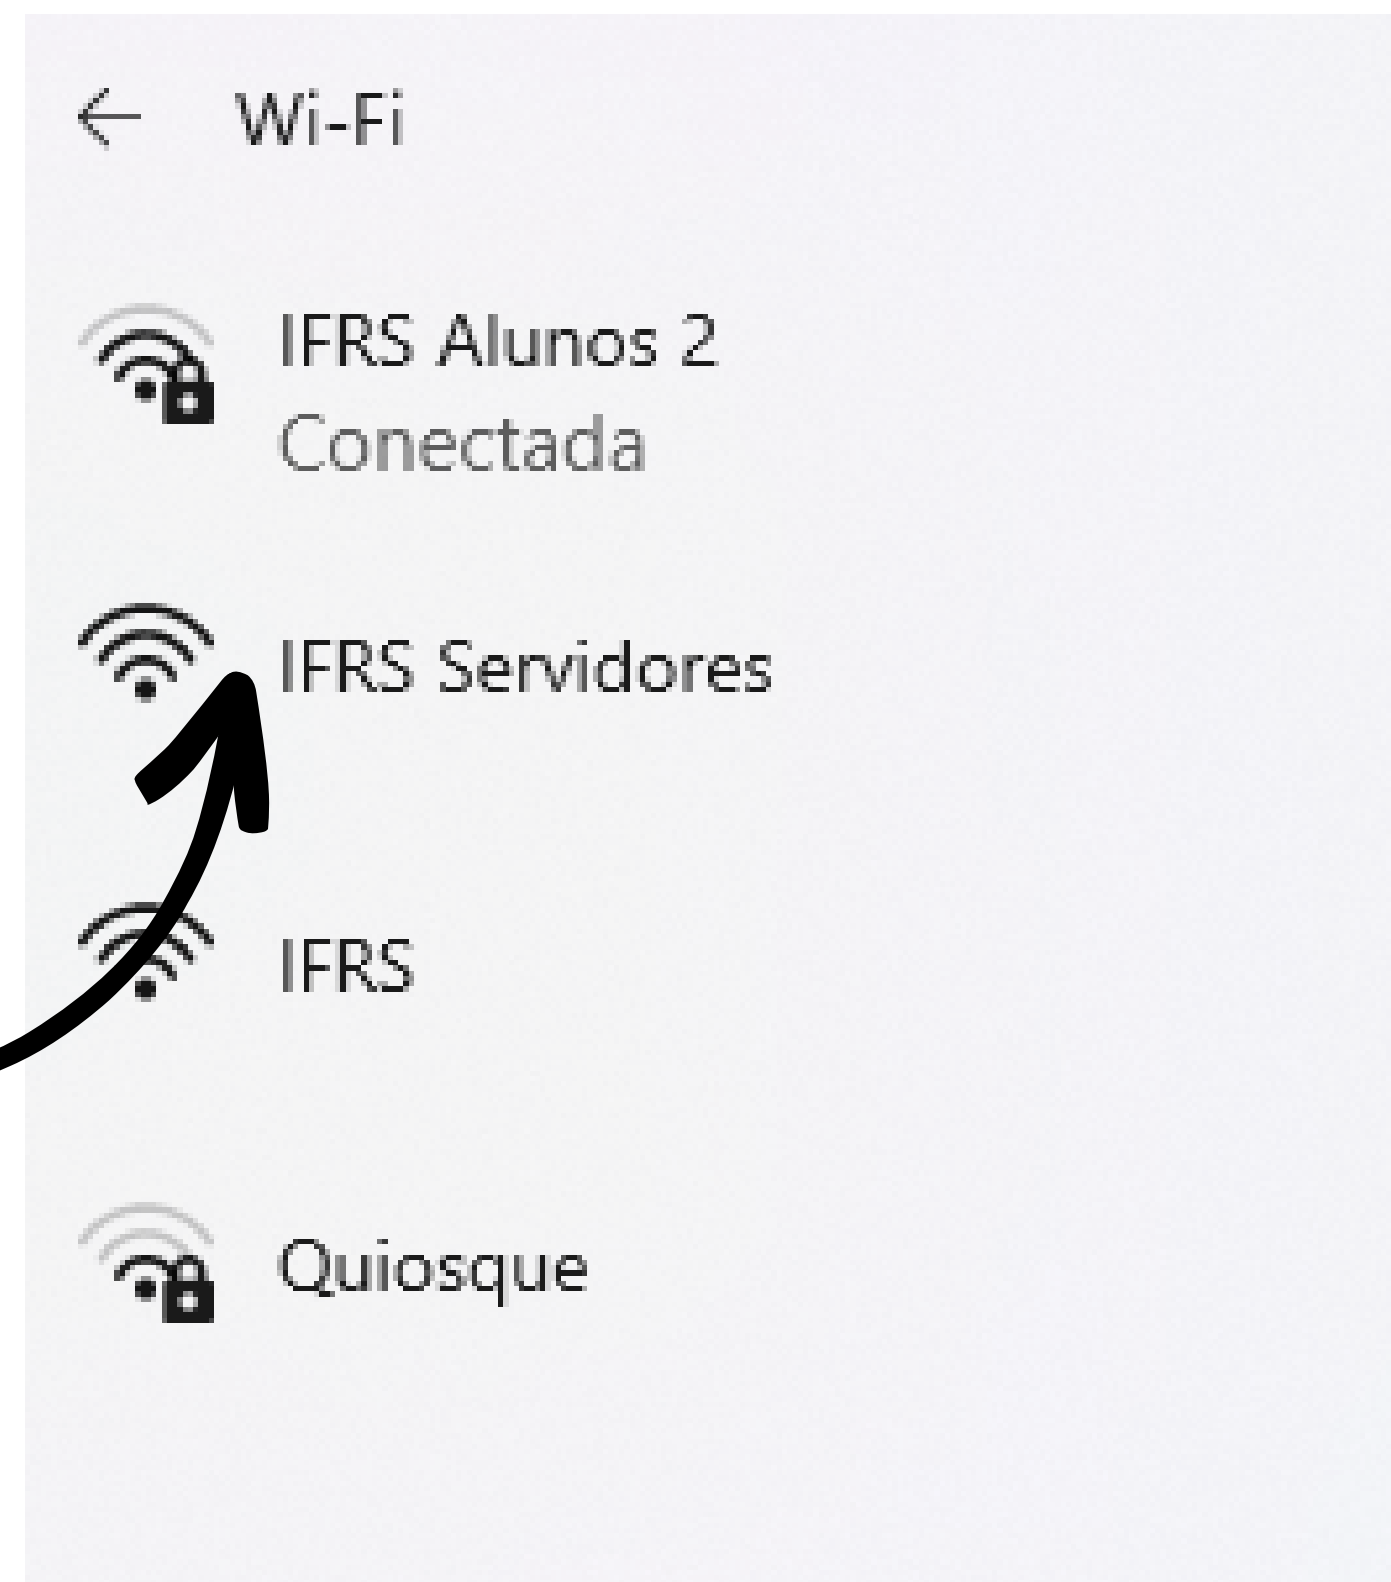 Wi-Fi
IFRS Alunos 2
Conectada
IFRS Servidores
IFRS
Quiosque